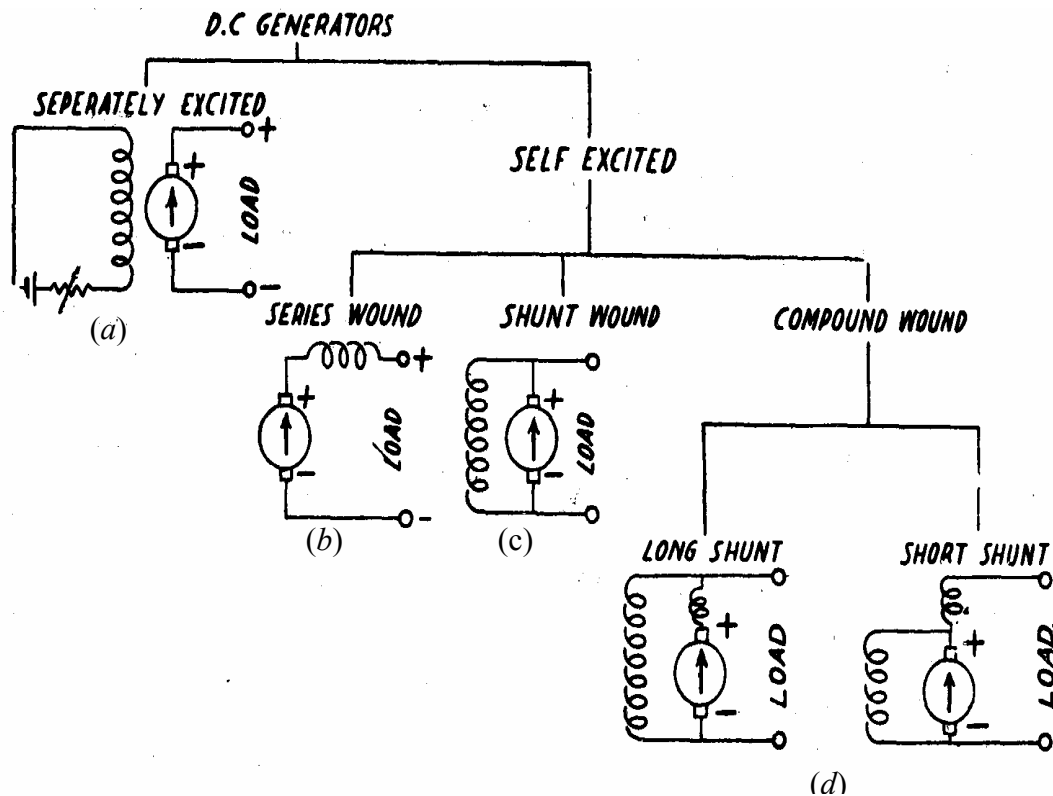 D.C GENERATORS
SEPERATELY EXCITED
+
+
-
LOAD
-
(a)
SELF EXCITED
SERIES WOUND
+
+
-
LOAD
-
(b)
SHUNT WOUND
+
-
LOAD
(c)
COMPOUND WOUND
LONG SHUNT
+
-
LOAD
SHORT SHUNT
+
-
LOAD
(d)